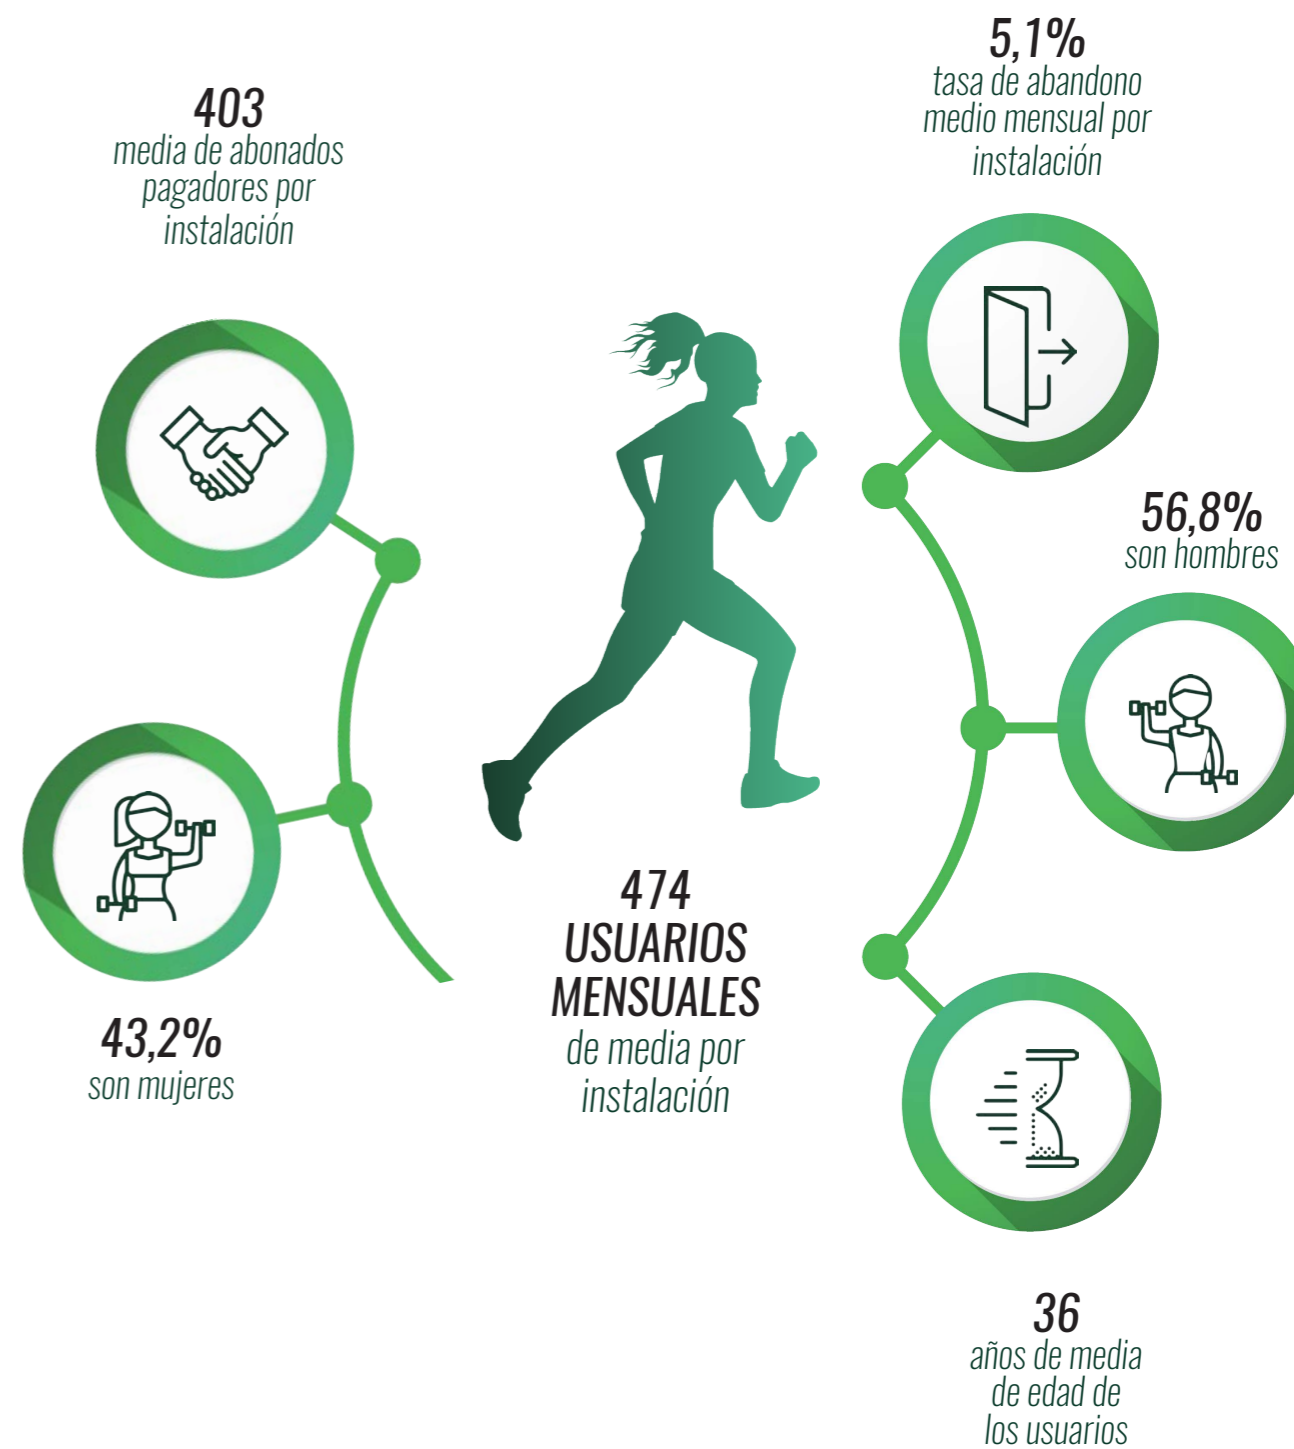 403
media de abonados
pagadores por
instalación
5,1%
tasa de abandono
medio mensual por
instalación
56,8%
son hombres
43,2%
son mujeres
474
USUARIOS
MENSUALES
de media por
instalación
36
años de media
de edad de
los usuarios